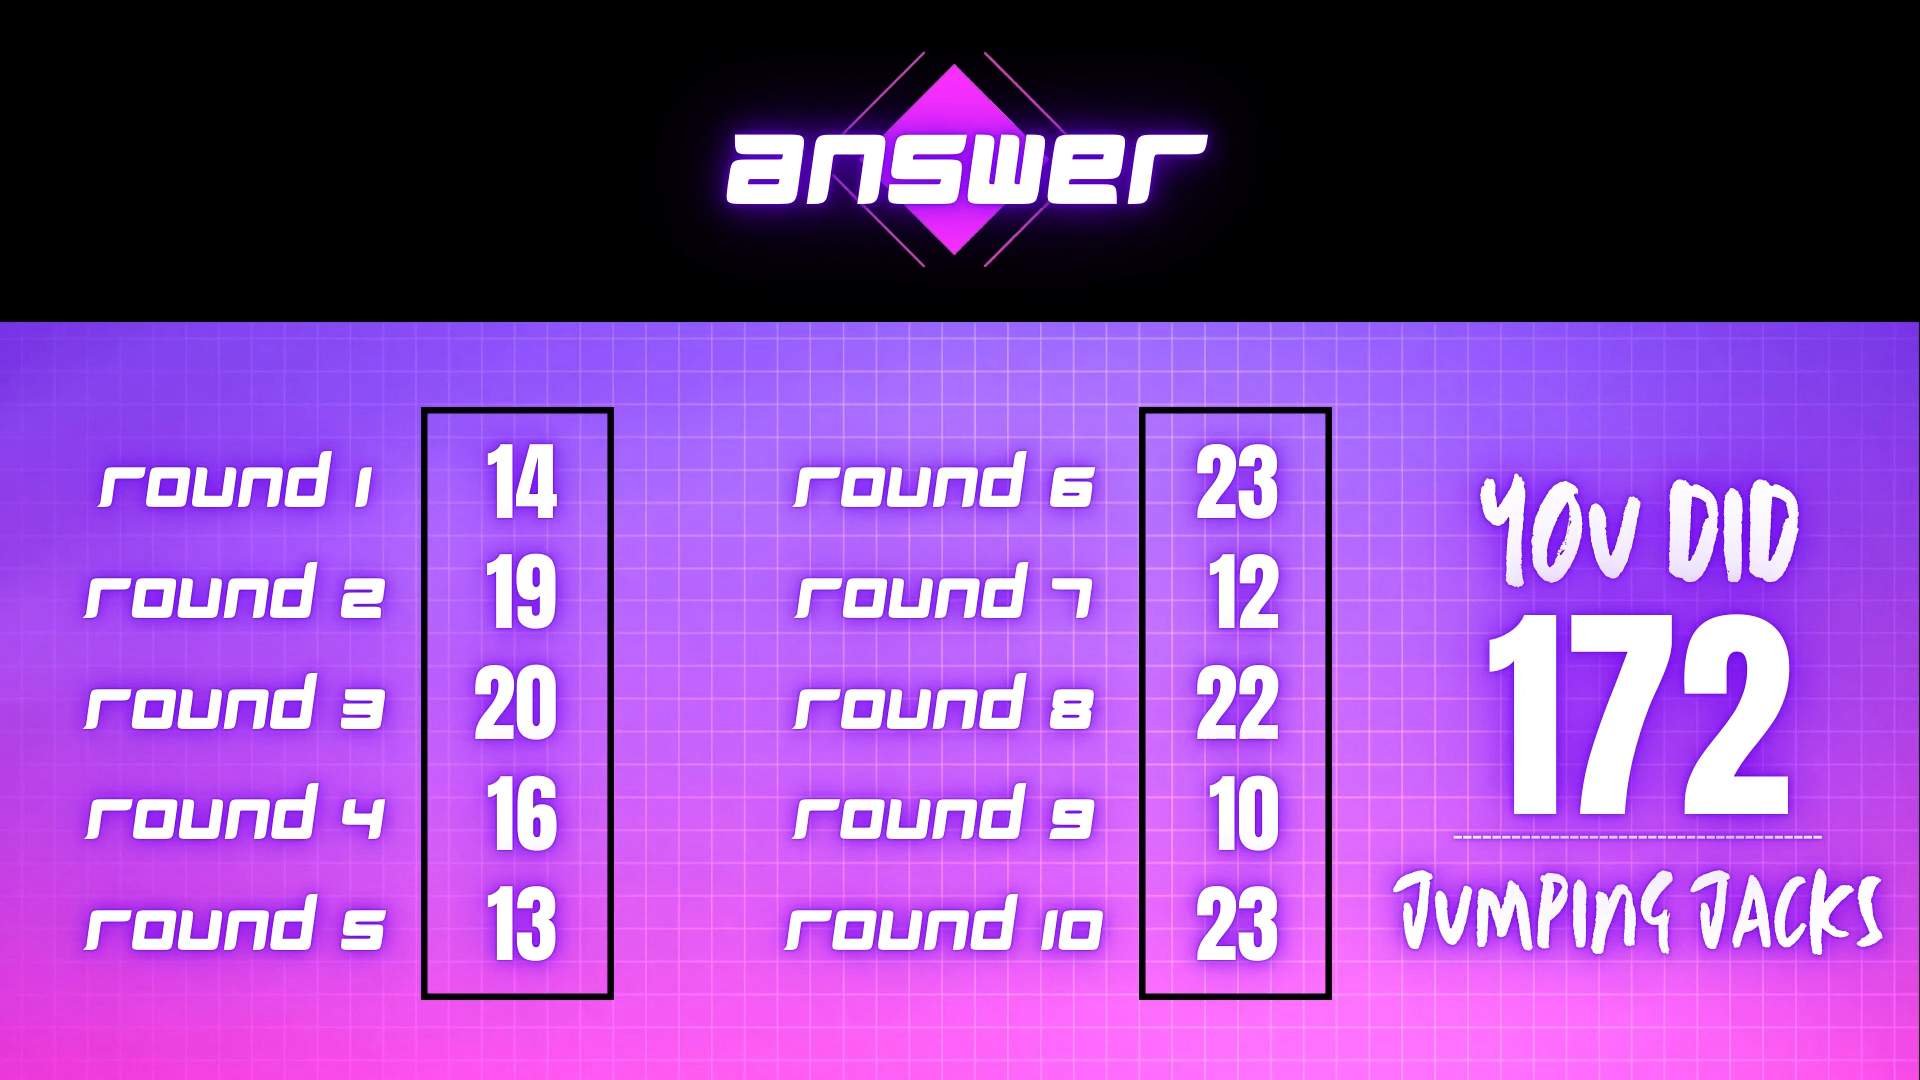 answer
round 1 14
round 2 19
round 3 20
round 4 16
round 5 13
round 6 23
round 7 12
round 8 22
round 9 10
round 10 23
YOU DID
172
JUMPING JACKS